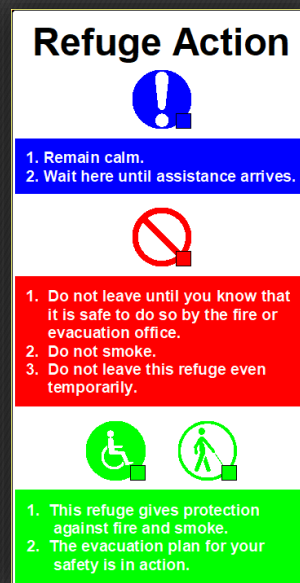 Refuge Action
1. Remain calm.
2. Wait here until assistance arrives.
1. Do not leave until you know that
it is safe to do so by the fire or
evacuation office.
2. Do not smoke.
3. Do not leave this refuge even
temporarily.
1. This refuge gives protection
against fire and smoke.
2. The evacuation plan for your
safety is in action.